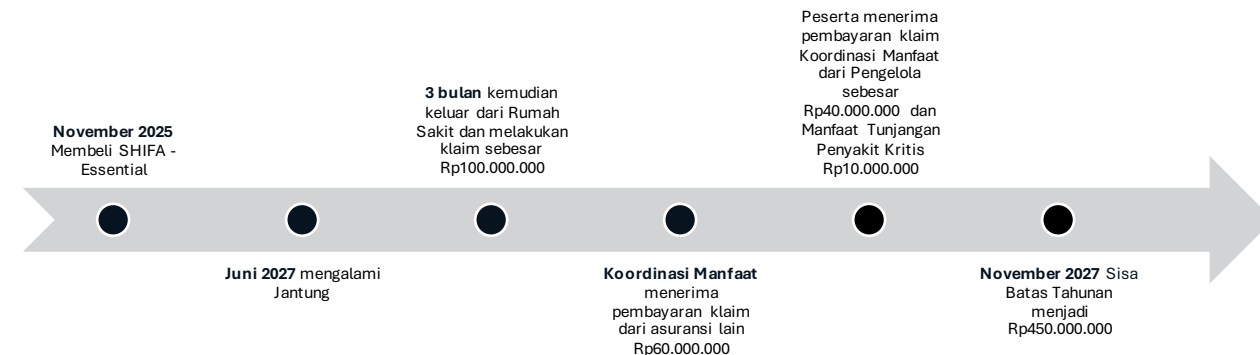 November 2025
Membeli SHIFA -
Essential
Juni 2027 mengalami
Jantung
3 bulan kemudian
keluar dari Rumah
Sakit dan melakukan
klaim sebesar
Rp100.000.000
Koordinasi Manfaat
menerima
pembayaran klaim
dari asuransi lain
Rp60.000.000
Peserta menerima
pembayaran klaim
Koordinasi Manfaat
dari Pengelola
sebesar
Rp40.000.000 dan
Manfaat Tunjangan
Penyakit Kritis
Rp10.000.000
November 2027 Sisa
Batas Tahunan
menjadi
Rp450.000.000